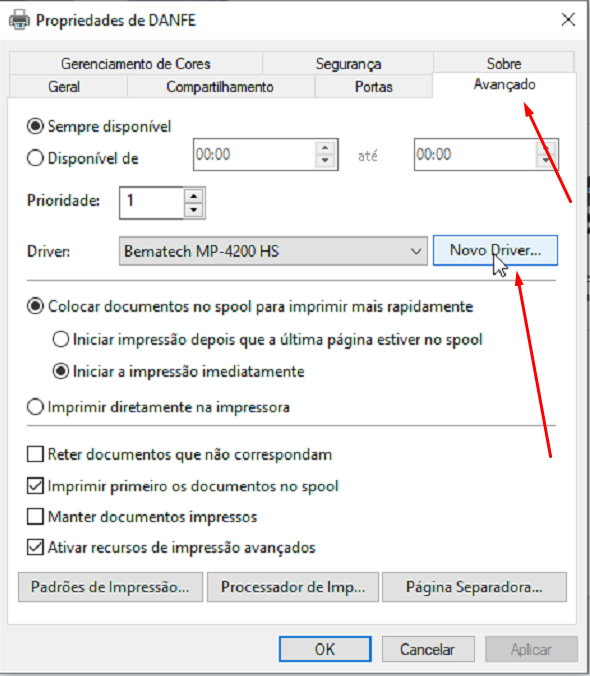 Propriedades de DANFE
Gerenciamento de Cores Segurança Sobre
Geral Compartilhamento Portas Avançado
Sempre disponível
Disponível de 00:00 até 00:00
Prioridade: 1
Driver: Bematech MP-4200 HS Novo Driver...
Colocar documentos no spool para imprimir mais rapidamente
Iniciar impressão depois que a última página estiver no spool
Iniciar a impressão imediatamente
Imprimir diretamente na impressora
Reter documentos que não correspondam
Imprimir primeiro os documentos no spool
Manter documentos impressos
Ativar recursos de impressão avançados
Padrões de Impressão... Processador de Imp... Página Separadora...
OK Cancelar Aplicar